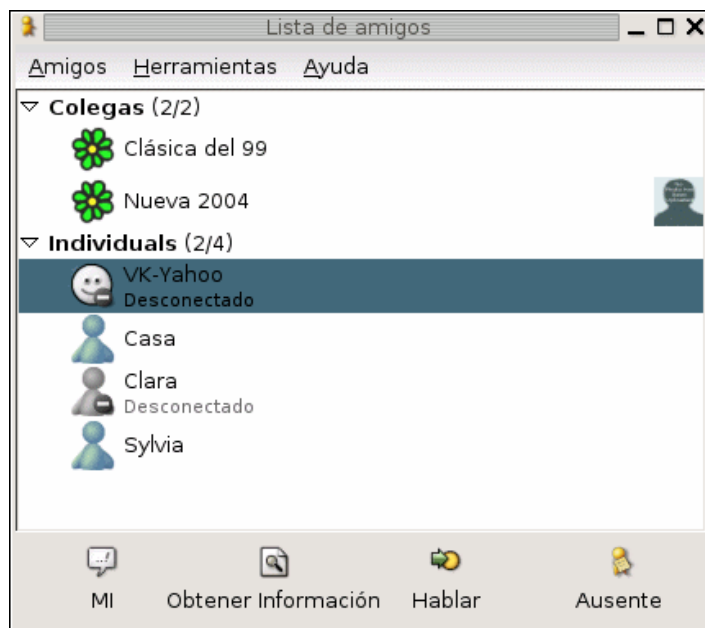 Lista de amigos
Amigos Herramientas Ayuda
Colegas (2/2)
Clásica del 99
Nueva 2004
Individuals (2/4)
VK-Yahoo
Desconectado
Casa
Clara
Desconectado
Sylvia
MI Obtener Información Hablar Ausente